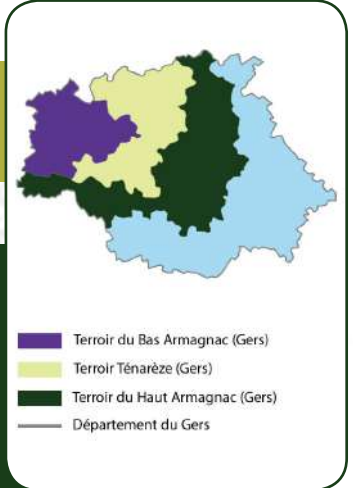 Terroir du Bas Armagnac (Gers)
Terroir Ténarèze (Gers)
Terroir du Haut Armagnac (Gers)
Département du Gers